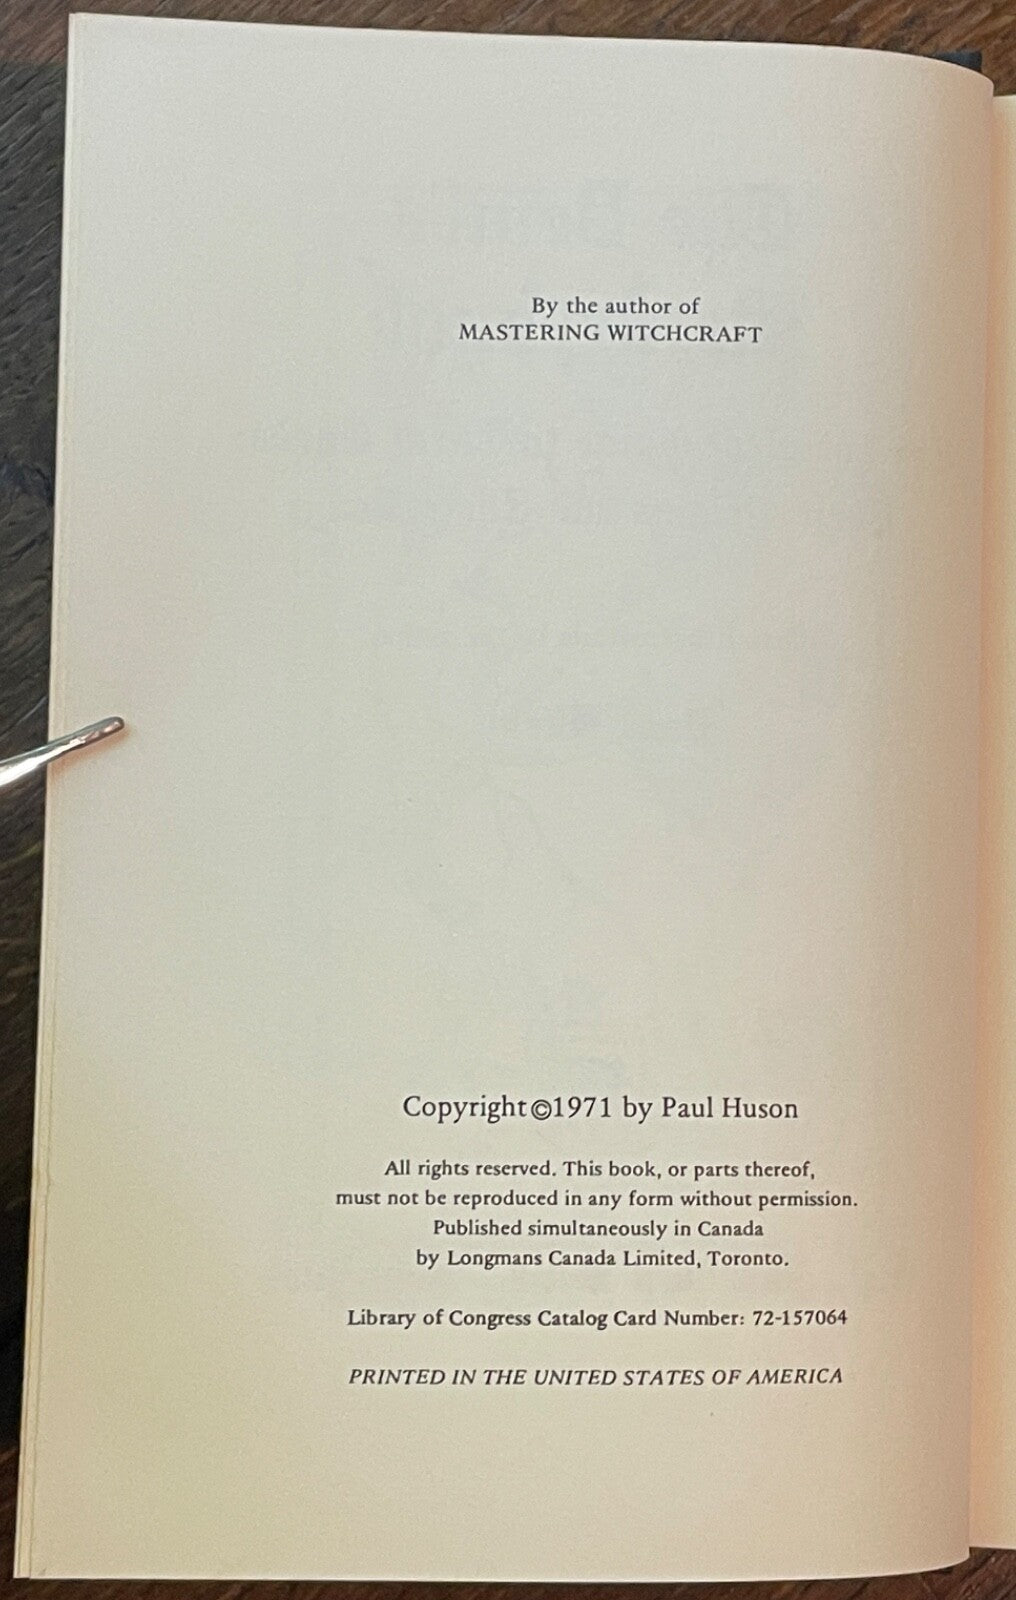 By the author of
MASTERING WITCHCRAFT
Copyright ©1971 by Paul Huson
All rights reserved. This book, or parts thereof,
must not be reproduced in any form without permission.
Published simultaneously in Canada
by Longmans Canada Limited, Toronto.
Library of Congress Catalog Card Number: 72-157064
PRINTED IN THE UNITED STATES OF AMERICA